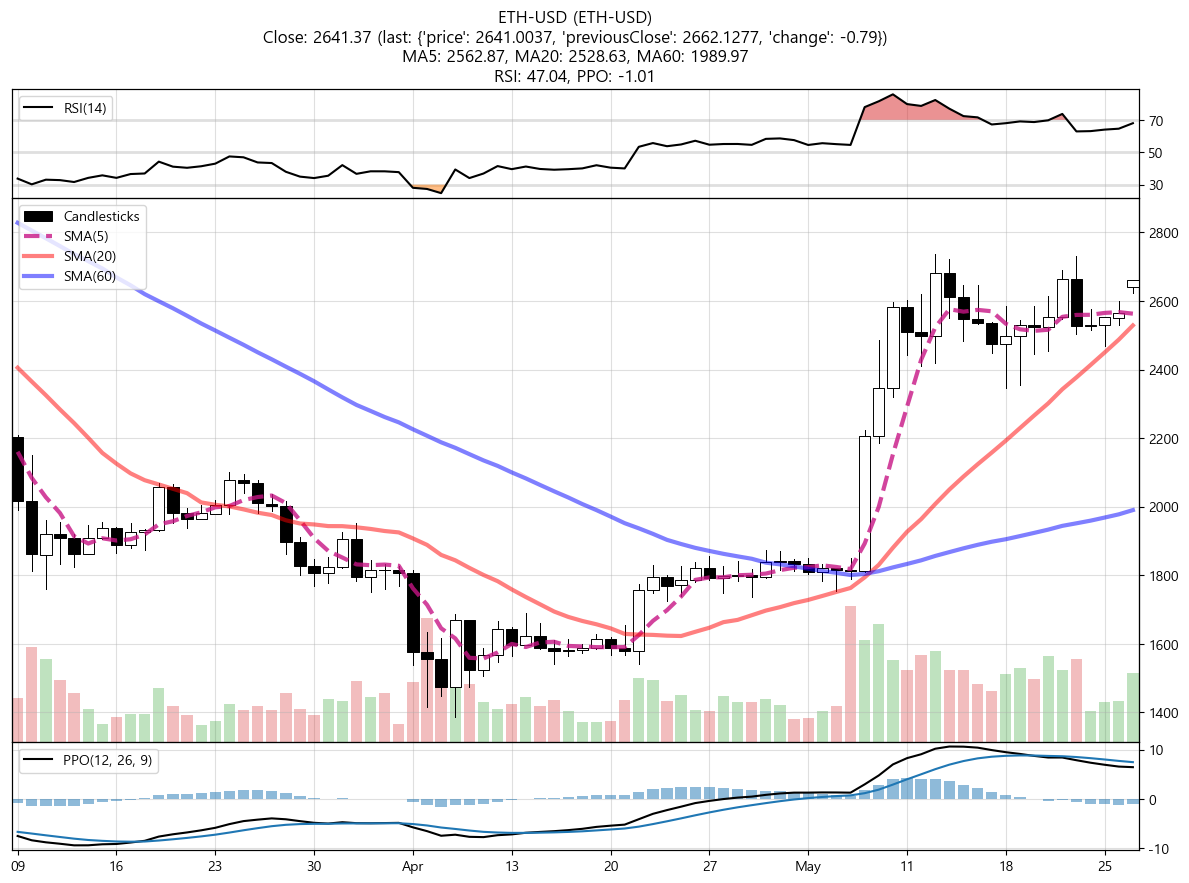 ETH-USD (ETH-USD)
Close: 2641.37 (last: {'price': 2641.0037, 'previousClose': 2662.1277, 'change': -0.79})
MA5: 2562.87, MA20: 2528.63, MA60: 1989.97
RSI: 47.04, PPO: -1.01
RSI(14)
70
50
30
Candlesticks
SMA(5)
SMA(20)
SMA(60)
2800
2600
2400
2200
2000
1800
1600
1400
PPO(12, 26, 9)
10
0
-10
09 16 23 30 Apr 13 20 27 May 11 18 25